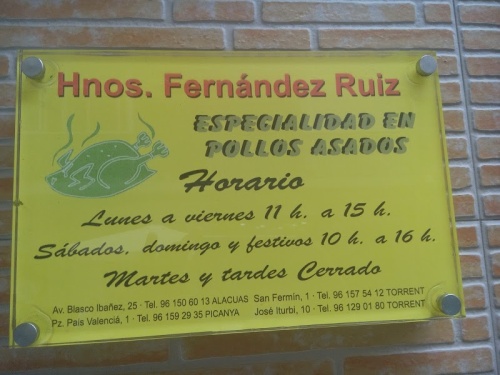 Hnos. Fernández Ruiz
ESPECIALIDAD EN
POLLOS ASADOS
Horario
Lunes a viernes 11 h. a 15 h.
Sábados, domingo y festivos 10 h. a 16 h.
Martes y tardes Cerrado
Av. Blasco Ibañez, 25 · Tel. 96 150 60 13 ALACUAS San Fermín, 1 · Tel. 96 157 54 12 TORRENT
Pz. Pais Valenciá, 1 · Tel. 96 159 29 35 PICANYA José Iturbi, 10 · Tel. 96 129 01 80 TORRENT